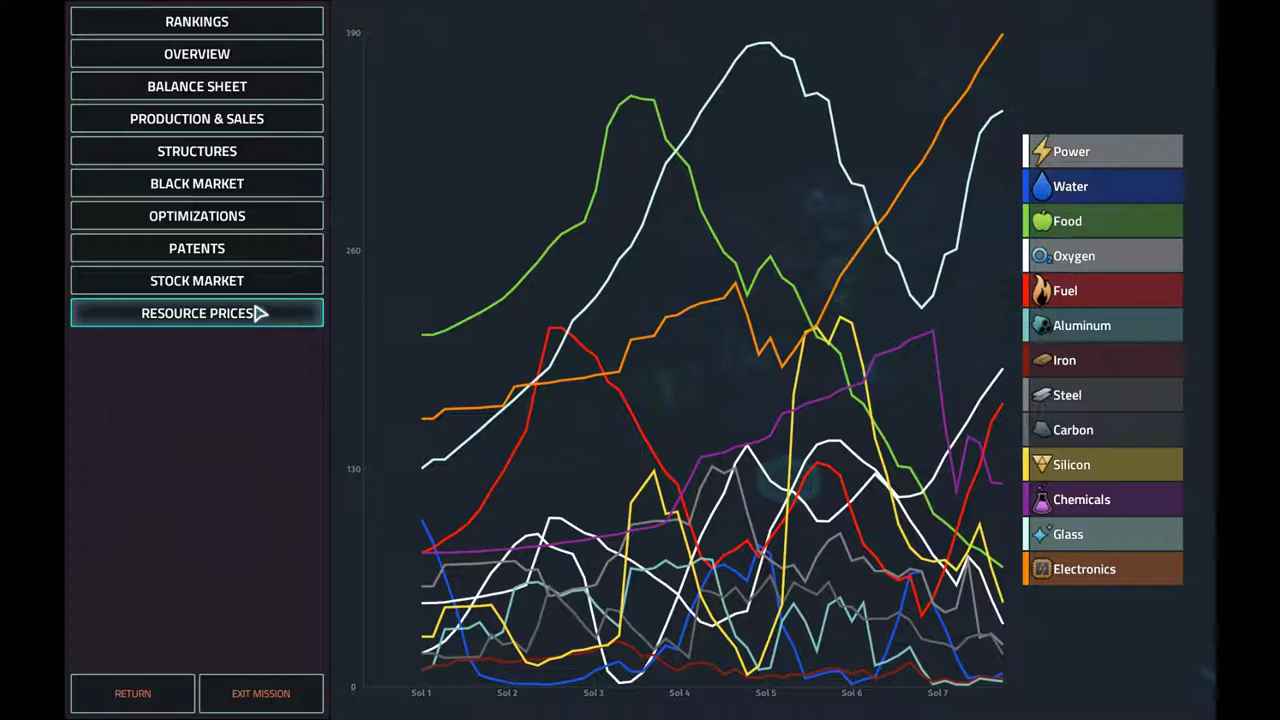 RANKINGS
OVERVIEW
BALANCE SHEET
PRODUCTION & SALES
STRUCTURES
BLACK MARKET
OPTIMIZATIONS
PATENTS
STOCK MARKET
RESOURCE PRICES
RETURN
EXIT MISSION
390
260
130
0
Sol 1
Sol 2
Sol 3
Sol 4
Sol 5
Sol 6
Sol 7
Power
Water
Food
O2 Oxygen
Fuel
Aluminum
Iron
Steel
Carbon
Silicon
Chemicals
Glass
Electronics